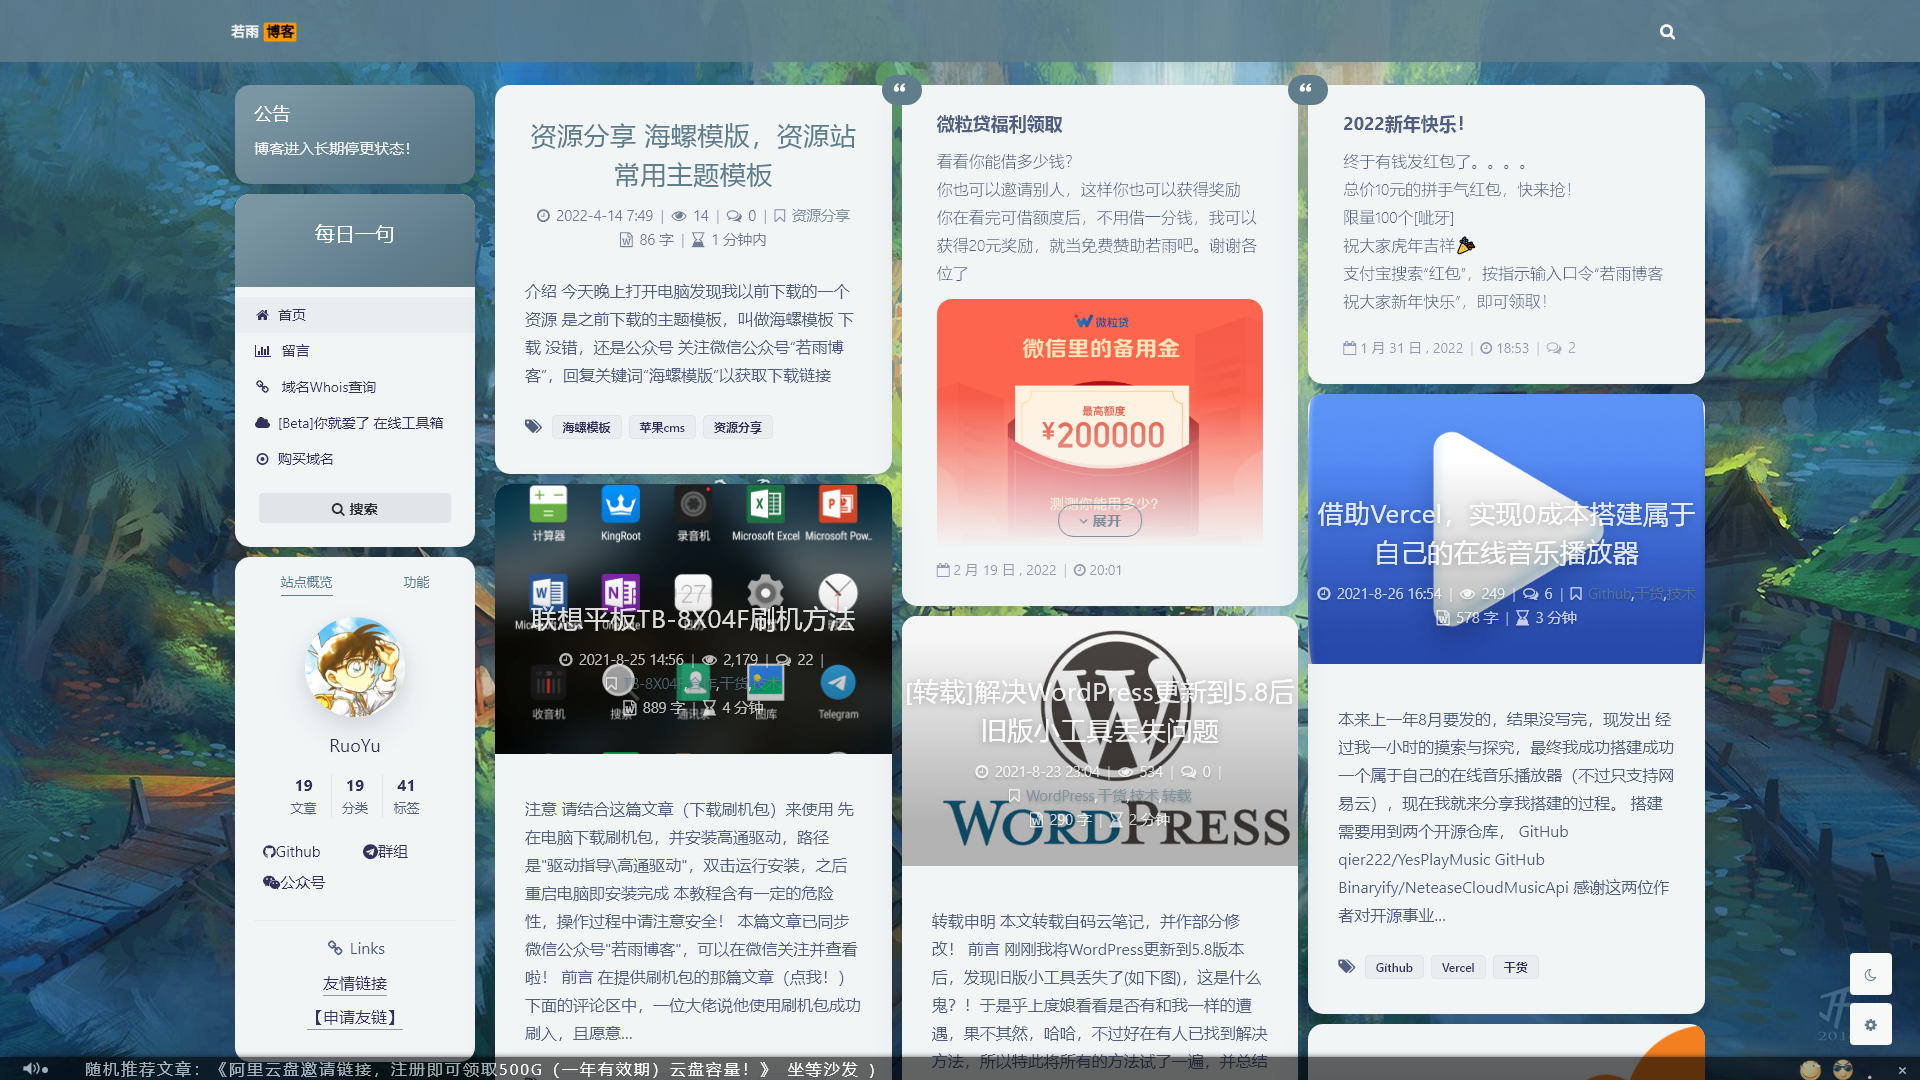 若雨 博客
公告
博客进入长期停更状态！
每日一句
首页
留言
域名Whois查询
[Beta]你就爱了 在线工具箱
购买域名
搜索
站点概览 功能
RuoYu
19 19 41
文章 分类 标签
Github 群组
公众号
Links
友情链接
【申请友链】
资源分享 海螺模版，资源站
常用主题模板
2022-4-14 7:49 | 14 | 0 | 资源分享
86 字 | 1 分钟内
介绍 今天晚上打开电脑发现我以前下载的一个
资源 是之前下载的主题模板，叫做海螺模板 下
载 没错，还是公众号 关注微信公众号“若雨博
客”，回复关键词“海螺模版”以获取下载链接
海螺模板 苹果cms 资源分享
计算器 KingRoot 录音机 Microsoft Excel Microsoft Pow..
联想平板TB-8X04F刷机方法
2021-8-25 14:56 | 2,179 | 22 |
889 字 | 4 分钟
收音机 搜索 通讯录 图库 Telegram
注意 请结合这篇文章（下载刷机包）来使用 先
在电脑下载刷机包，并安装高通驱动，路径
是"驱动指导\高通驱动"，双击运行安装，之后
重启电脑即安装完成 本教程含有一定的危险
性，操作过程中请注意安全！ 本篇文章已同步
微信公众号"若雨博客"，可以在微信关注并查看
啦！ 前言 在提供刷机包的那篇文章（点我！）
下面的评论区中，一位大佬说他使用刷机包成功
刷入，且愿意...
微粒贷福利领取
看看你能借多少钱？
你也可以邀请别人，这样你也可以获得奖励
你在看完可借额度后，不用借一分钱，我可以
获得20元奖励，就当免费赞助若雨吧。谢谢各
位了
微粒贷
微信里的备用金
最高额度
¥200000
测测你能用多少?
展开
2 月 19 日 , 2022 | 20:01
[转载]解决WordPress更新到5.8后
旧版小工具丢失问题
2021-8-23 23:04 | 534 | 0 |
WordPress,干货,技术,转载
290 字 | 2 分钟
WORDPRESS
转载申明 本文转载自码云笔记，并作部分修
改！ 前言 刚刚我将WordPress更新到5.8版本
后，发现旧版小工具丢失了(如下图)，这是什么
鬼？！于是乎上度娘看看是否有和我一样的遭
遇，果不其然，哈哈，不过好在有人已找到解决
方法，所以特此将所有的方法试了一遍，并总结
2022新年快乐！
终于有钱发红包了。。。。
总价10元的拼手气红包，快来抢！
限量100个[呲牙]
祝大家虎年吉祥🎉
支付宝搜索“红包”，按指示输入口令“若雨博客
祝大家新年快乐”，即可领取！
1 月 31 日 , 2022 | 18:53 | 2
借助Vercel，实现0成本搭建属于
自己的在线音乐播放器
2021-8-26 16:54 | 249 | 6 | Github,干货,技术
578 字 | 3 分钟
本来上一年8月要发的，结果没写完，现发出 经
过我一小时的摸索与探究，最终我成功搭建成功
一个属于自己的在线音乐播放器（不过只支持网
易云），现在我就来分享我搭建的过程。 搭建
需要用到两个开源仓库， GitHub
qier222/YesPlayMusic GitHub
Binaryify/NeteaseCloudMusicApi 感谢这两位作
者对开源事业...
Github Vercel 干货
随机推荐文章：《阿里云盘邀请链接，注册即可领取500G（一年有效期）云盘容量！》 坐等沙发 )